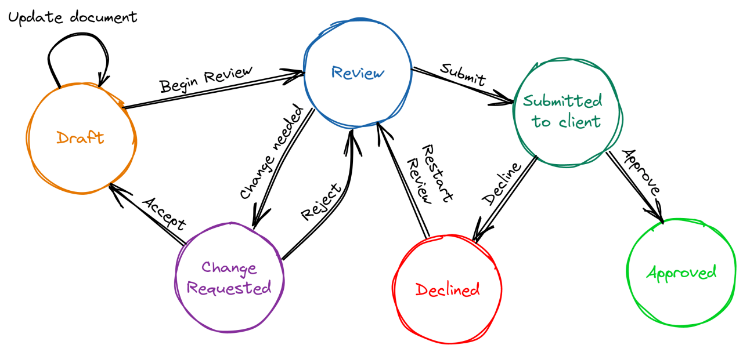 Update document
Begin Review
Review
Submit
Submitted
to client
Draft
Change needed
Reject
Restart
Review
Decline
Approve
Accept
Change
Requested
Declined
Approved